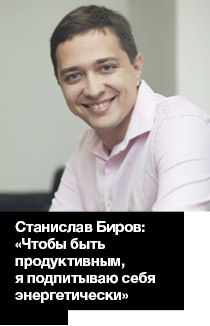 Станислав Биров:
«Чтобы быть
продуктивным,
я подпитываю себя
энергетически»